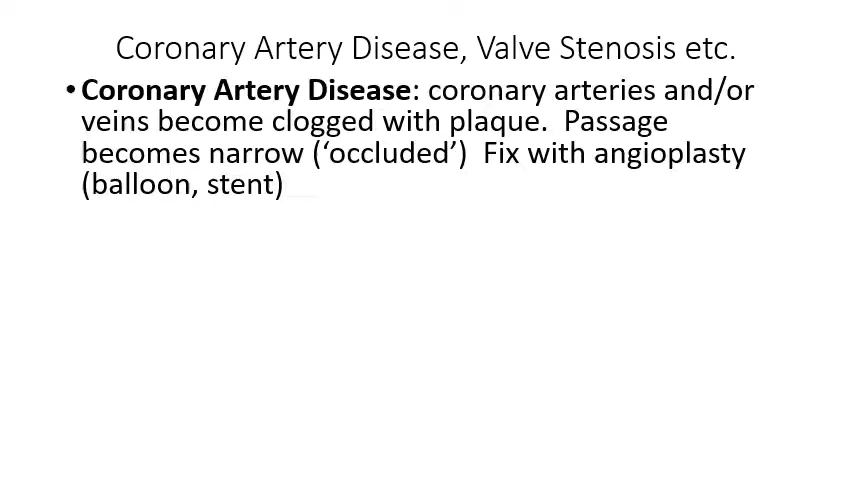 Coronary Artery Disease, Valve Stenosis etc.
• Coronary Artery Disease: coronary arteries and/or
veins become clogged with plaque.  Passage
becomes narrow (‘occluded’)  Fix with angioplasty
(balloon, stent)